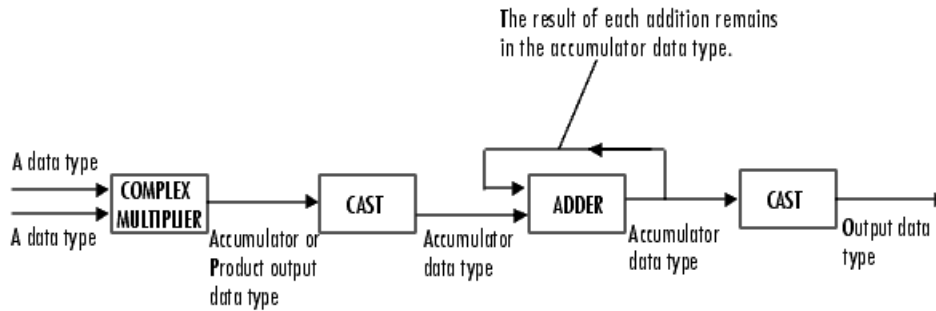 The result of each addition remains
in the accumulator data type.
A data type
A data type
COMPLEX
MULTIPLIER
Accumulator or
Product output
data type
CAST
Accumulator
data type
ADDER
Accumulator
data type
CAST
Output data
type